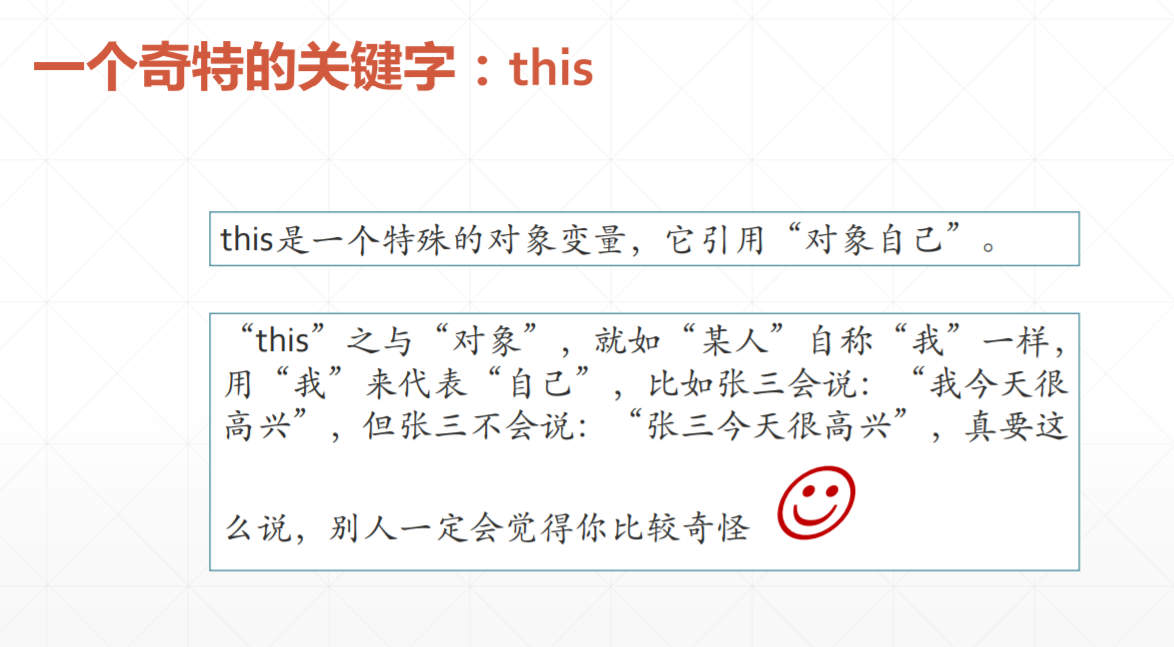 一个奇特的关键字：this
this是一个特殊的对象变量，它引用“对象自己”。
“this”之与“对象”，就如“某人”自称“我”一样，
用“我”来代表“自己”，比如张三会说：“我今天很
高兴”，但张三不会说：“张三今天很高兴”，真要这
么说，别人一定会觉得你比较奇怪